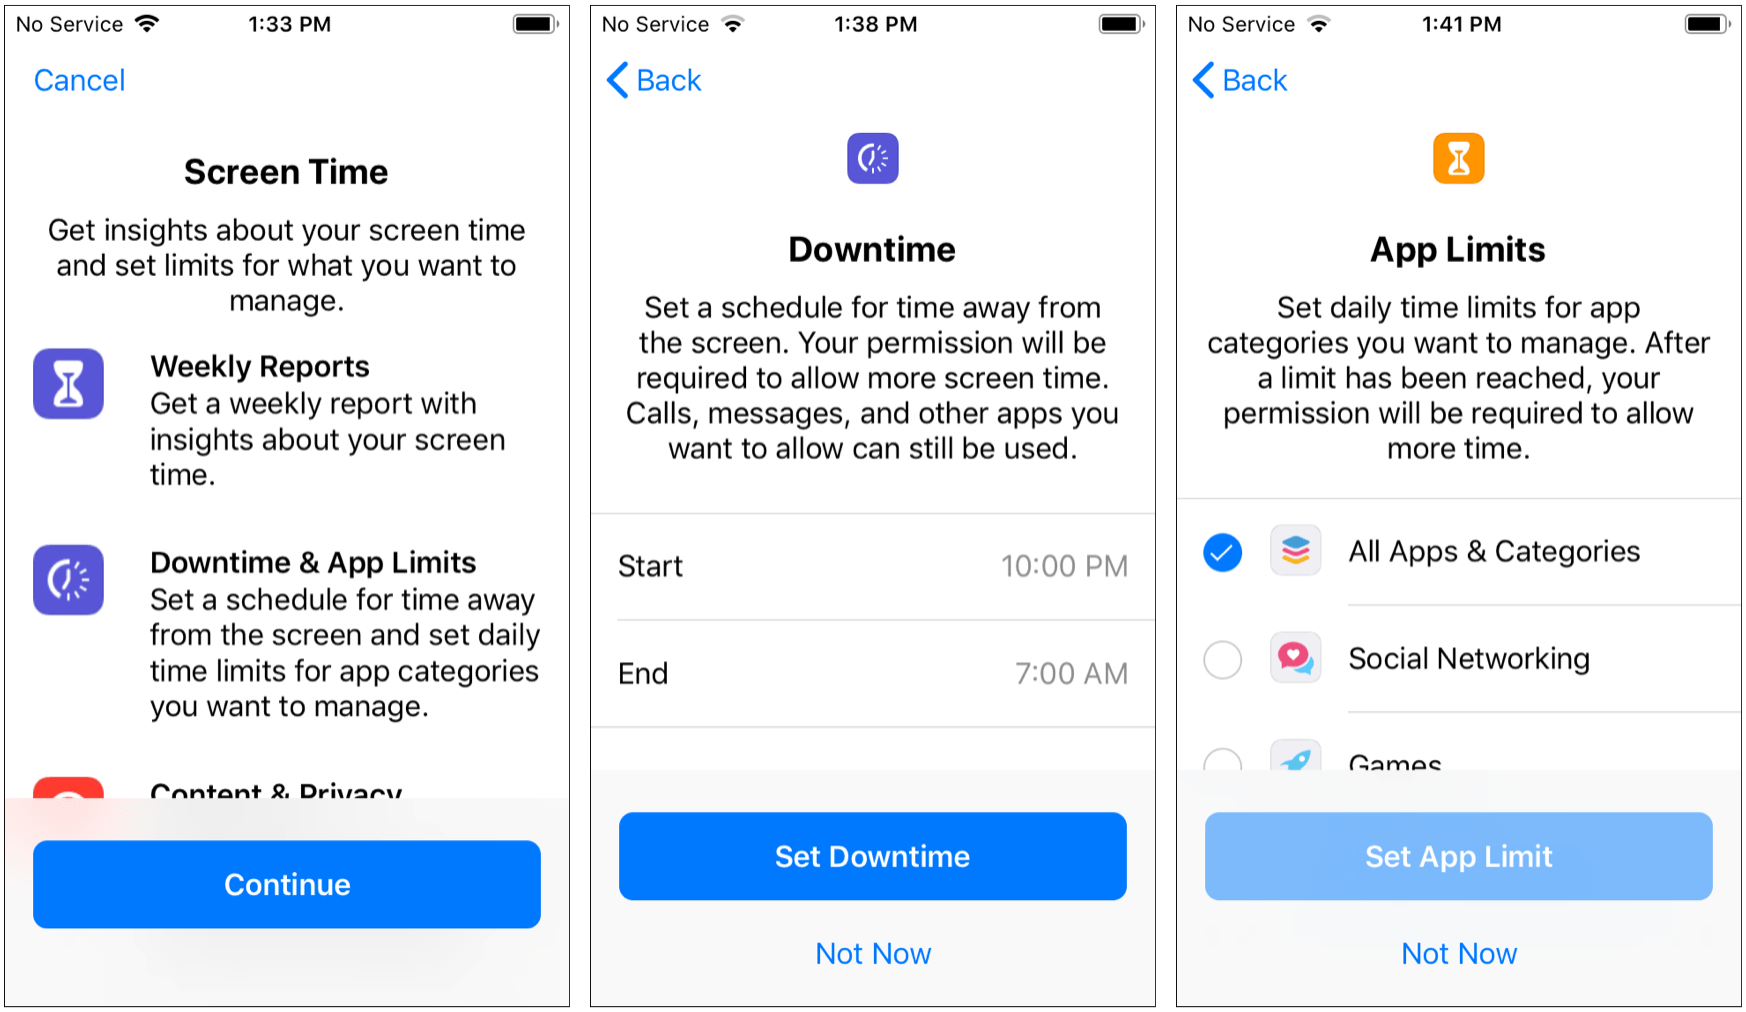 No Service 1:33 PM
Cancel
Screen Time
Get insights about your screen time
and set limits for what you want to
manage.
Weekly Reports
Get a weekly report with
insights about your screen
time.
Downtime & App Limits
Set a schedule for time away
from the screen and set daily
time limits for app categories
you want to manage.
Content & Privacy
Continue
No Service 1:38 PM
Back
Downtime
Set a schedule for time away from
the screen. Your permission will be
required to allow more screen time.
Calls, messages, and other apps you
want to allow can still be used.
Start 10:00 PM
End 7:00 AM
Set Downtime
Not Now
No Service 1:41 PM
Back
App Limits
Set daily time limits for app
categories you want to manage. After
a limit has been reached, your
permission will be required to allow
more time.
All Apps & Categories
Social Networking
Games
Set App Limit
Not Now